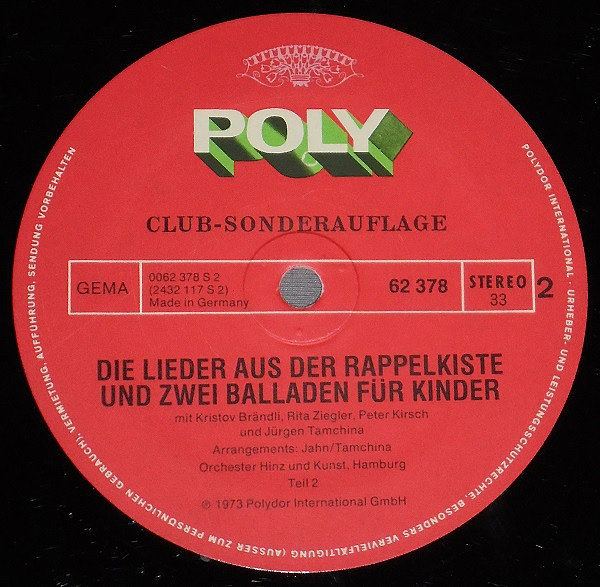 POLY
CLUB-SONDERAUFLAGE
GEMA
0062 378 S 2
(2432 117 S 2)
Made in Germany
62 378
STEREO
33
2
DIE LIEDER AUS DER RAPPELKISTE
UND ZWEI BALLADEN FÜR KINDER
mit Kristov Brändli, Rita Ziegler, Peter Kirsch
und Jürgen Tamchina
Arrangements: Jahn/Tamchina
Orchester Hinz und Kunst, Hamburg
Teil 2
℗ 1973 Polydor International GmbH
POLYDOR INTERNATIONAL · URHEBER- UND LEISTUNGSSCHUTZRECHTE, BESONDERS VERVIELFÄLTIGUNG (AUSSER ZUM PERSÖNLICHEN GEBRAUCH), VERMIETUNG, AUFFÜHRUNG, SENDUNG VORBEHALTEN